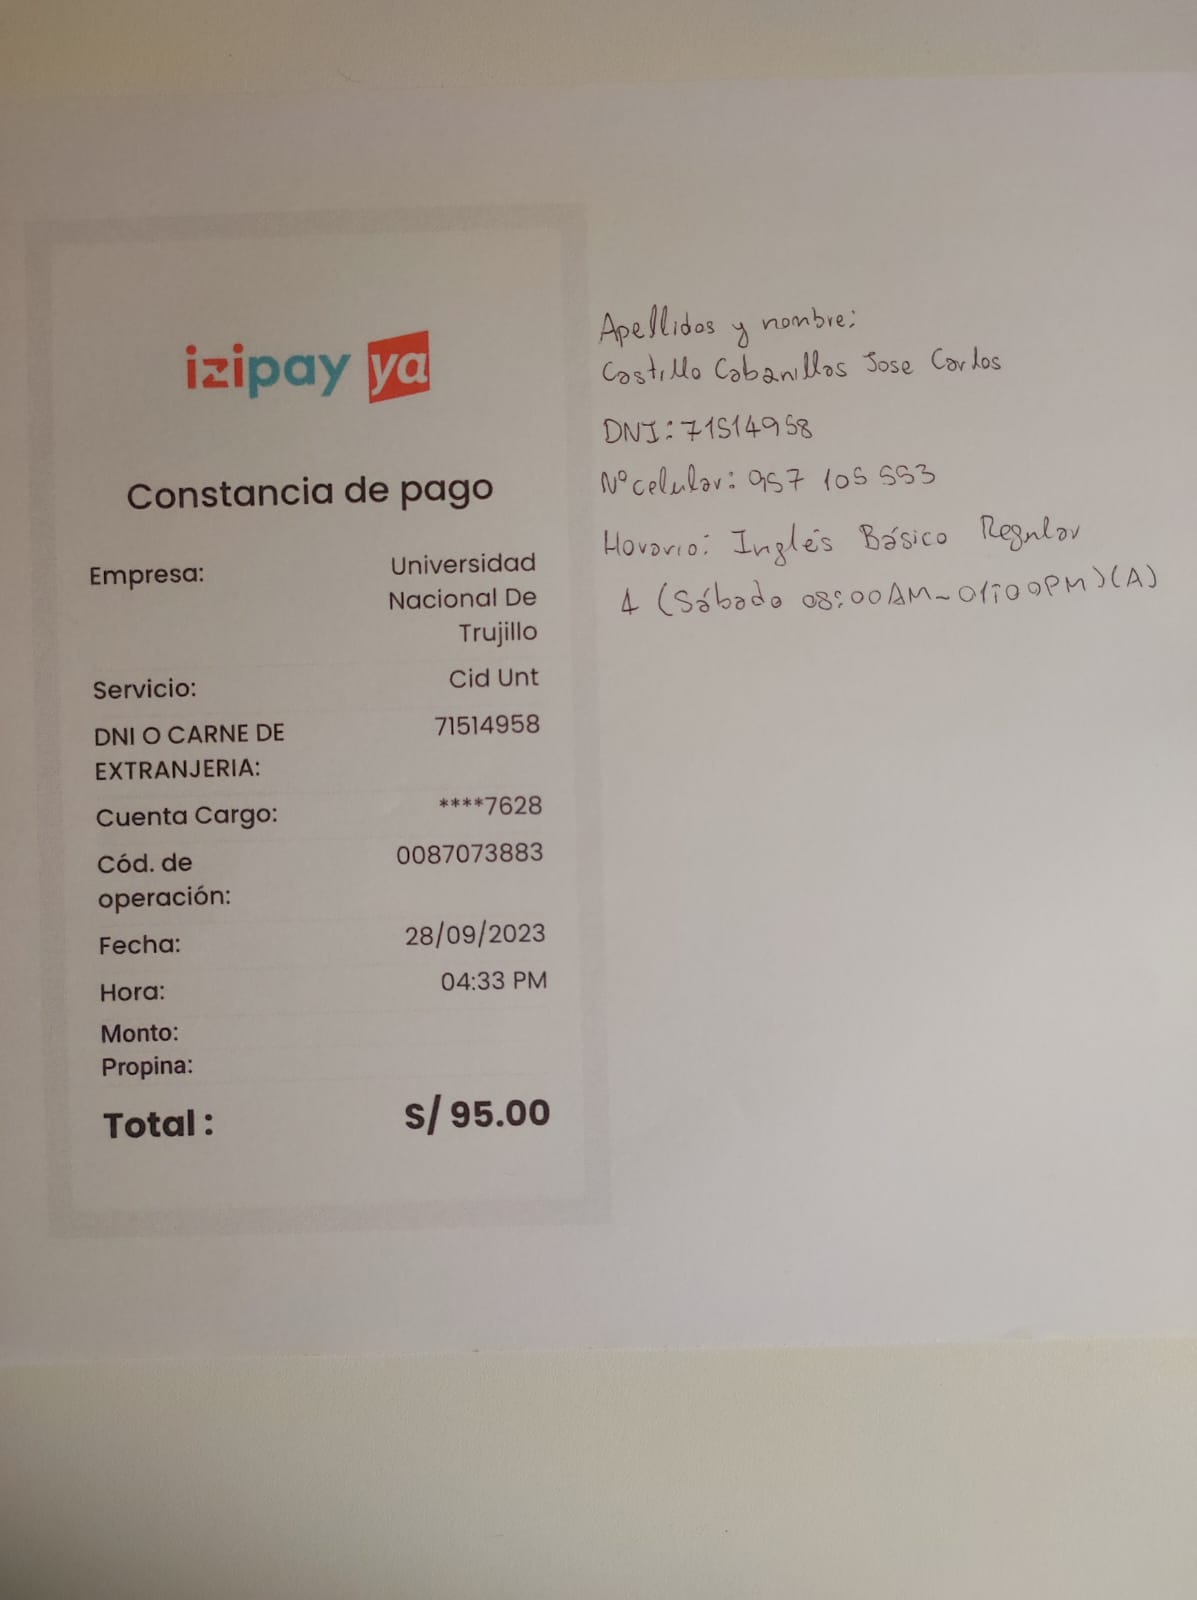 izipay ya
Constancia de pago
Empresa: Universidad
Nacional De
Trujillo
Servicio: Cid Unt
DNI O CARNE DE 71514958
EXTRANJERIA:
Cuenta Cargo: ****7628
Cód. de 0087073883
operación:
Fecha: 28/09/2023
Hora: 04:33 PM
Monto:
Propina:
Total : S/ 95.00
Apellidos y nombre:
Castillo Cabanillas Jose Carlos
DNI: 71514958
N° celular: 957 105 553
Horario: Inglés Básico Regular
4 (Sábado 08:00AM-01:00PM)(A)